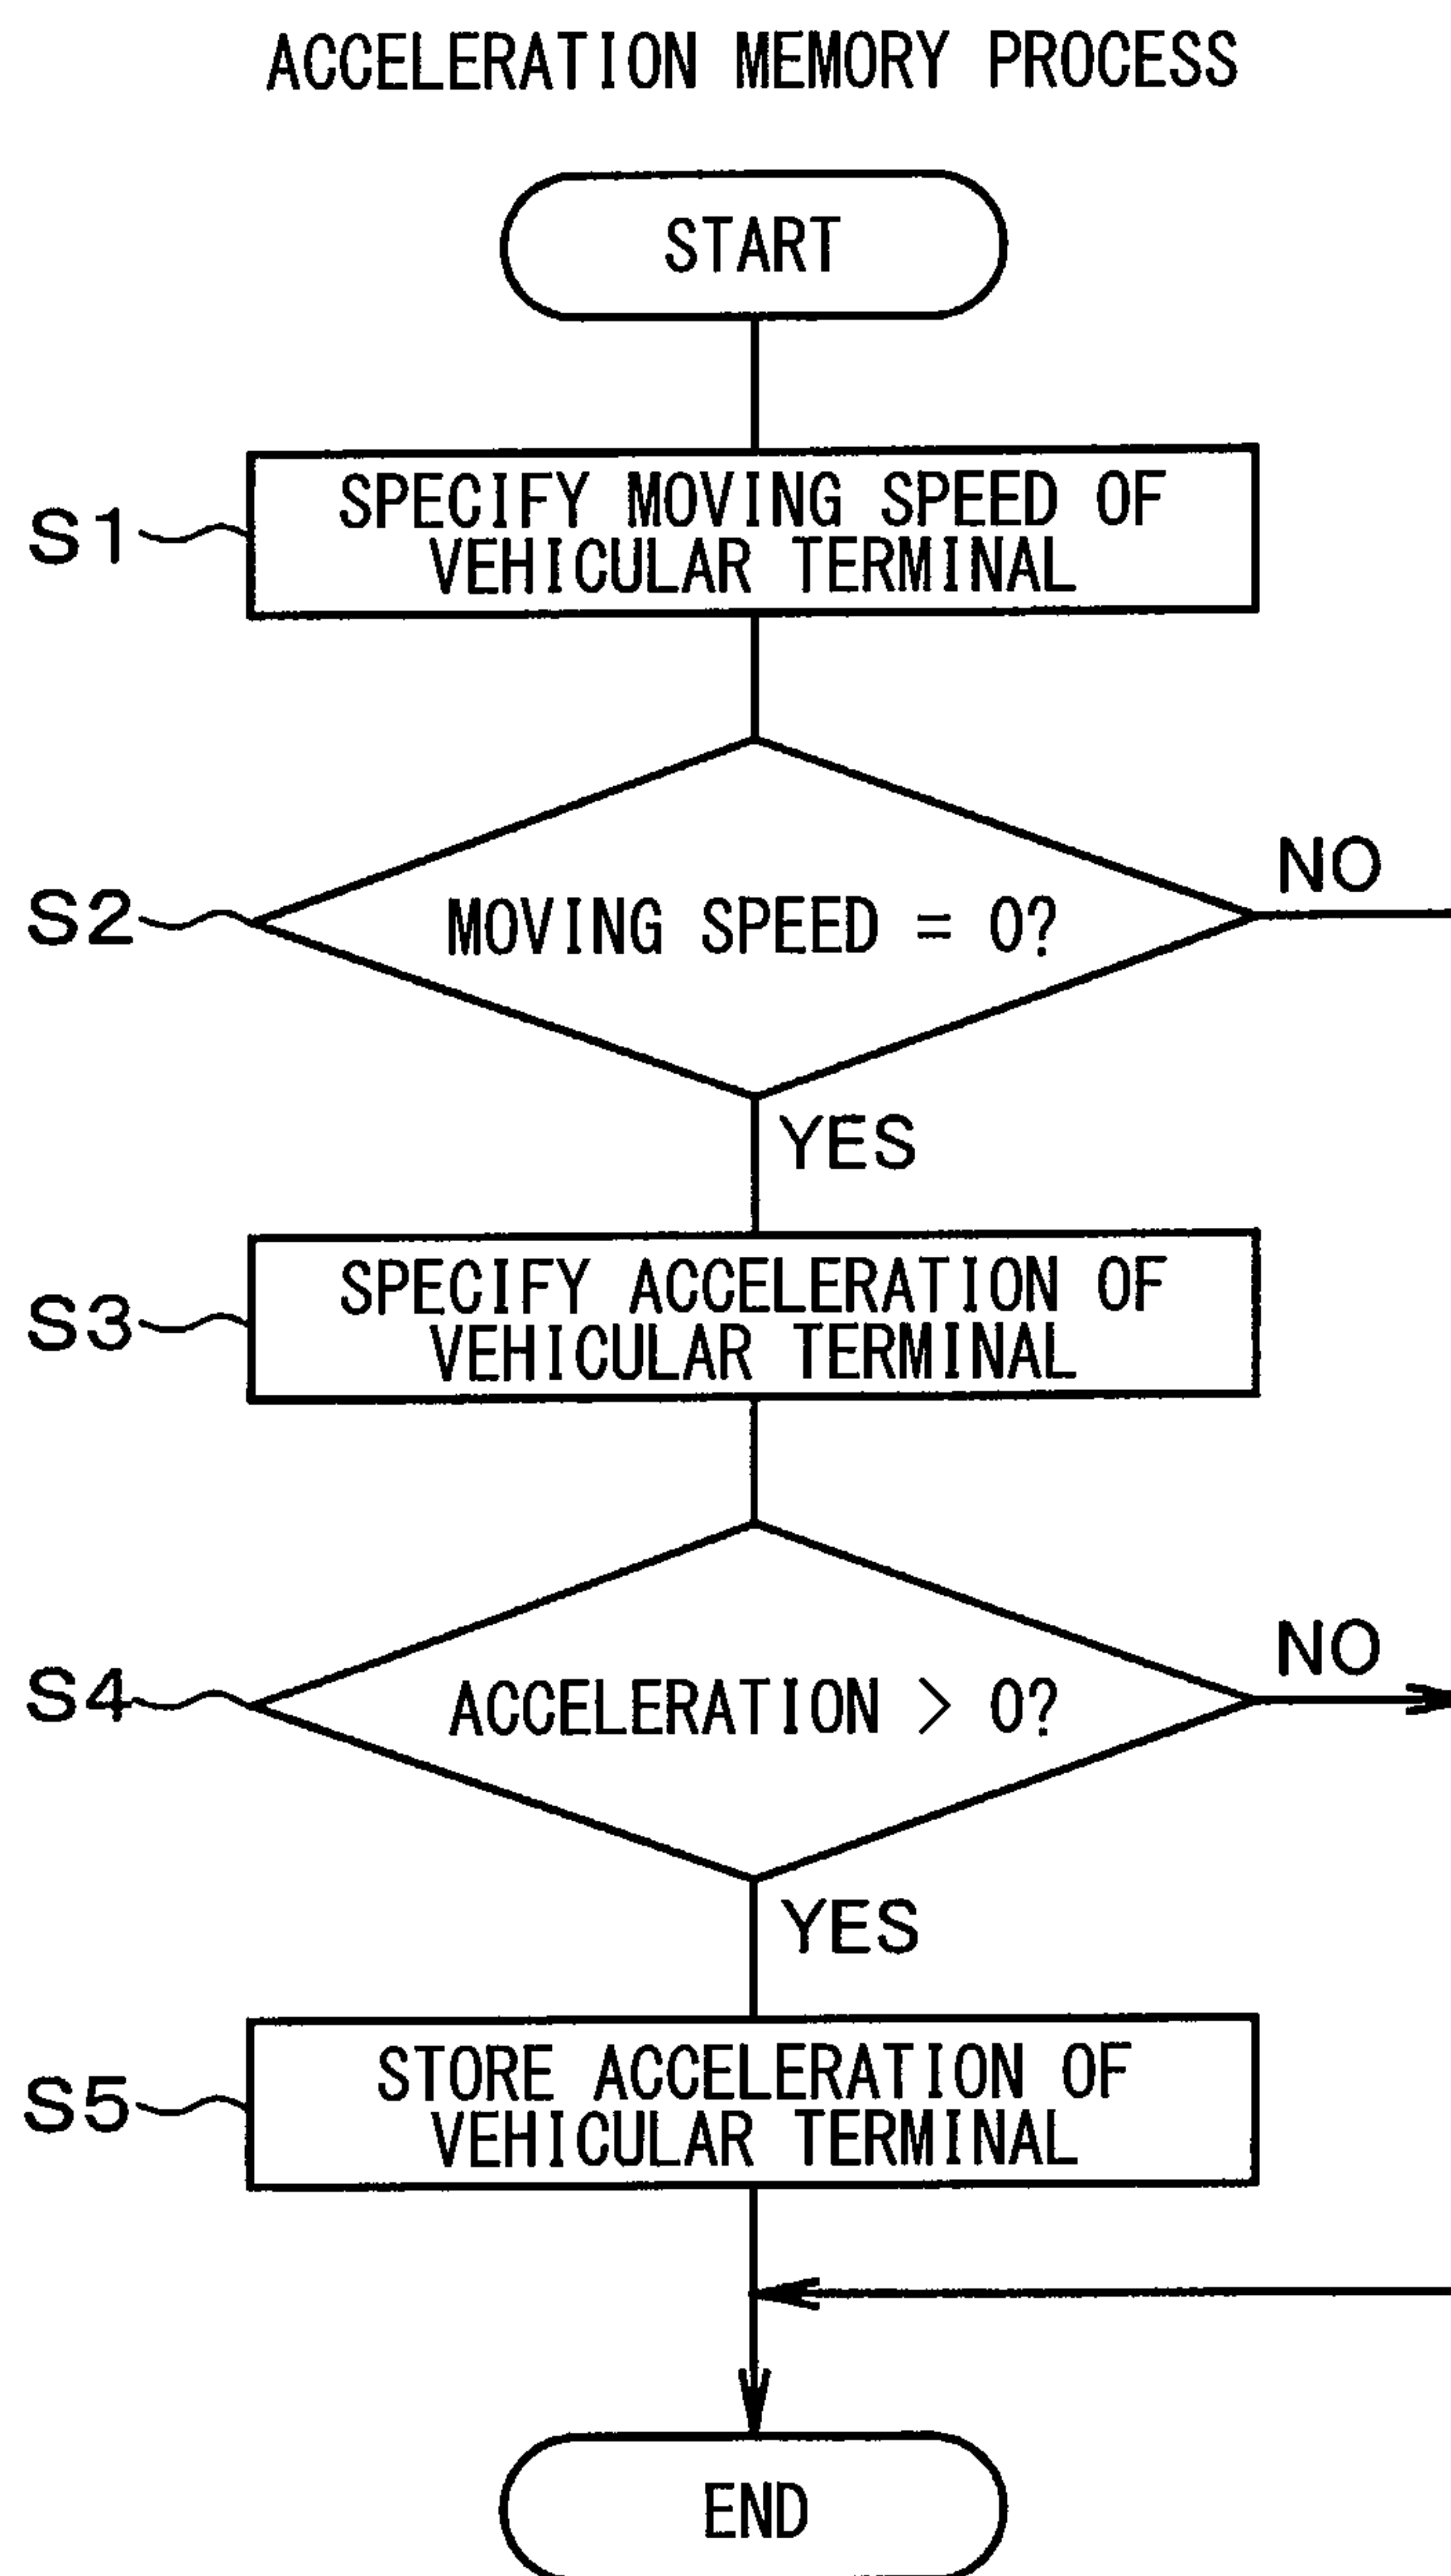 ACCELERATION MEMORY PROCESS
START
S1
SPECIFY MOVING SPEED OF
VEHICULAR TERMINAL
S2
MOVING SPEED = 0?
NO
YES
S3
SPECIFY ACCELERATION OF
VEHICULAR TERMINAL
S4
ACCELERATION > 0?
NO
YES
S5
STORE ACCELERATION OF
VEHICULAR TERMINAL
END